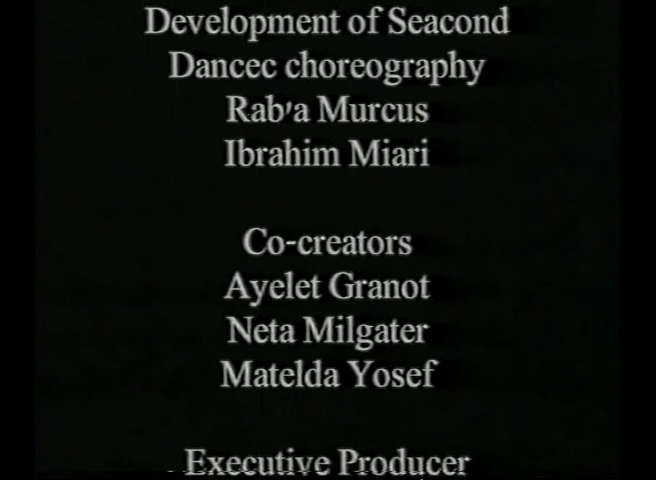 Development of Seacond
Dancec choreography
Rab'a Murcus
Ibrahim Miari
Co-creators
Ayelet Granot
Neta Milgater
Matelda Yosef
Executive Producer